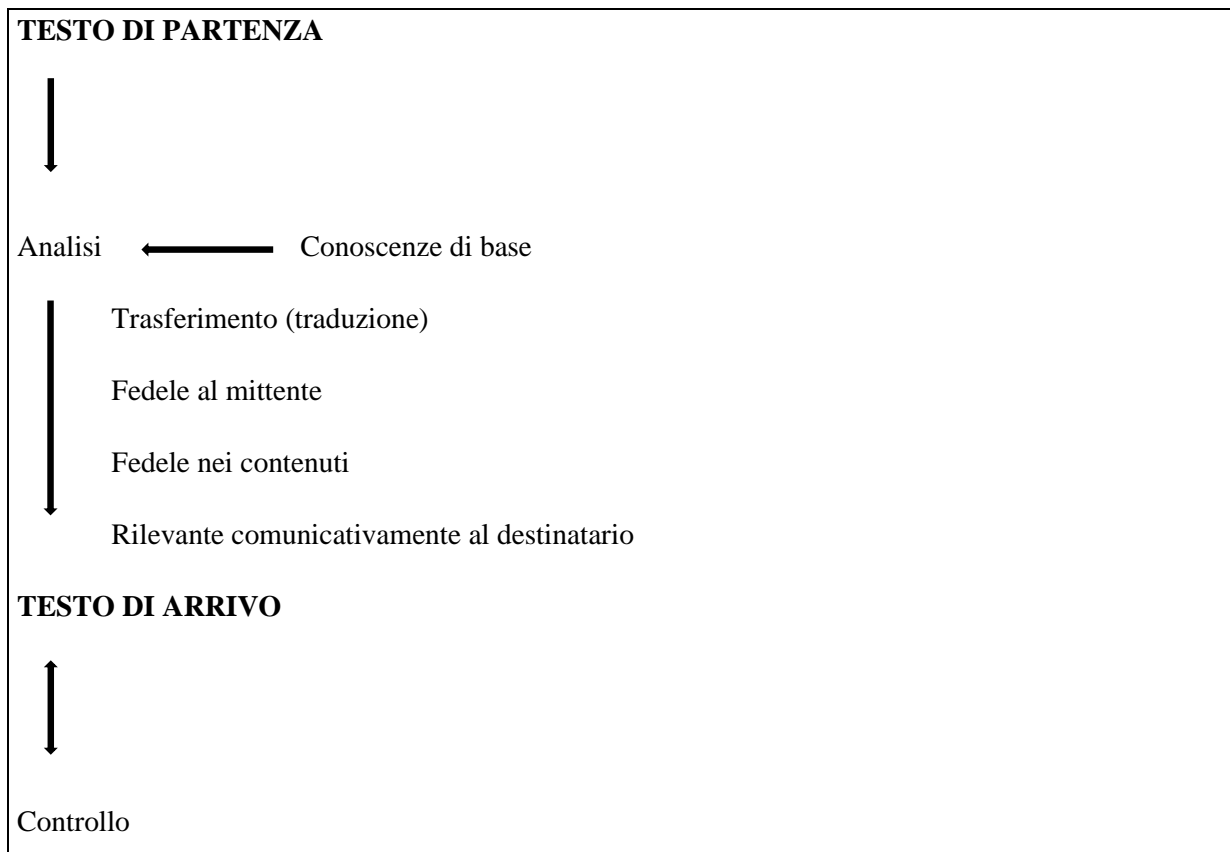 TESTO DI PARTENZA
Analisi Conoscenze di base
Trasferimento (traduzione)
Fedele al mittente
Fedele nei contenuti
Rilevante comunicativamente al destinatario
TESTO DI ARRIVO
Controllo